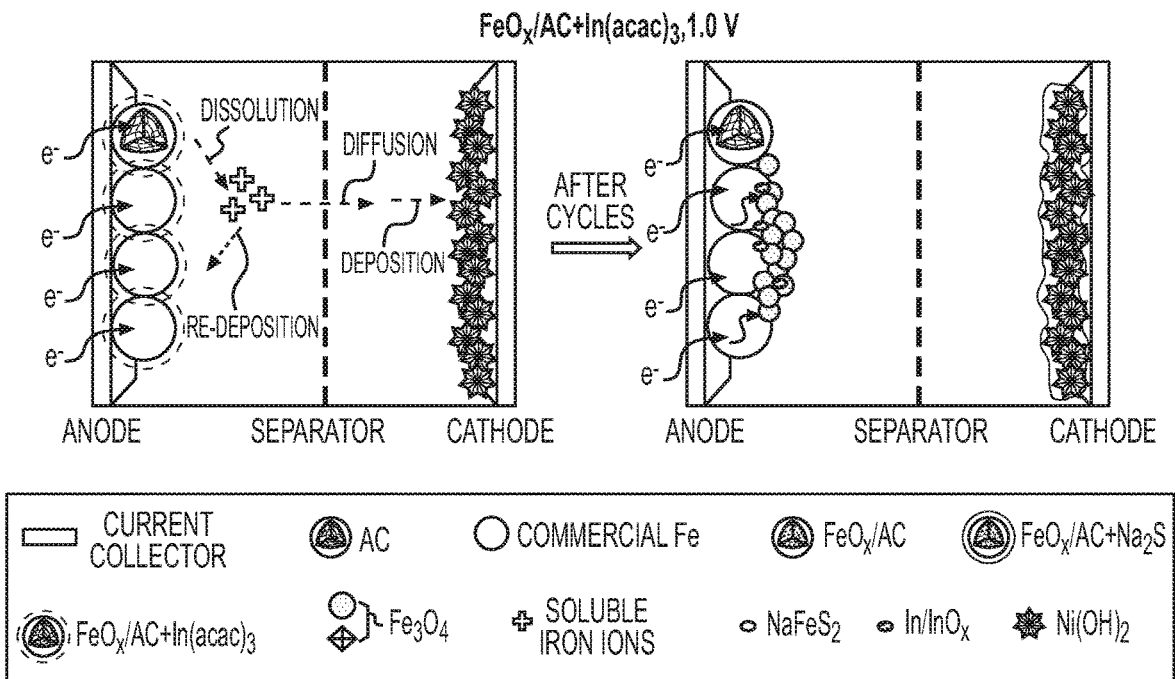 FeOₓ/AC+In(acac)₃,1.0 V
DISSOLUTION
DIFFUSION
DEPOSITION
RE-DEPOSITION
e-
e-
e-
e-
ANODE SEPARATOR CATHODE
AFTER
CYCLES
e-
e-
e-
e-
ANODE SEPARATOR CATHODE
CURRENT
COLLECTOR
AC
COMMERCIAL Fe
FeOₓ/AC
FeOₓ/AC+Na₂S
FeOₓ/AC+In(acac)₃
Fe₃O₄
SOLUBLE
IRON IONS
NaFeS₂
In/InOₓ
Ni(OH)₂